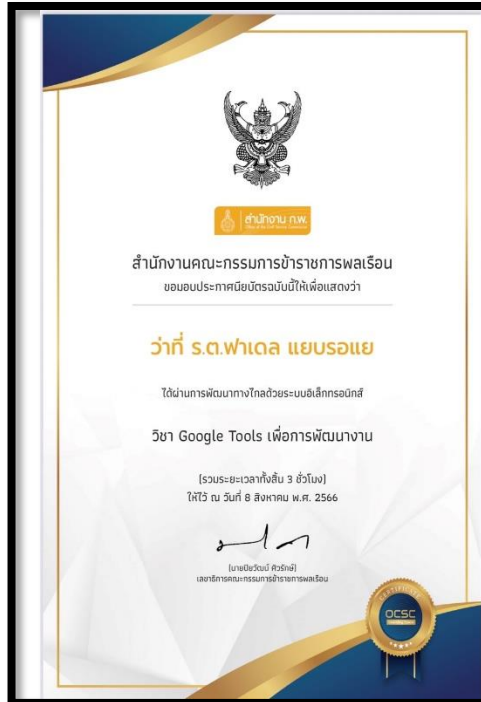 สำนักงาน ก.พ.
สำนักงานคณะกรรมการข้าราชการพลเรือน
ขอมอบประกาศนียบัตรฉบับนี้ให้เพื่อแสดงว่า
ว่าที่ ร.ต.ฟาเดล แยบรอแย
ได้ผ่านการพัฒนาทางไกลด้วยระบบอิเล็กทรอนิกส์
วิชา Google Tools เพื่อการพัฒนางาน
(รวมระยะเวลาทั้งสิ้น 3 ชั่วโมง)
ให้ไว้ ณ วันที่ 8 สิงหาคม พ.ศ. 2566
(นายปิยวัฒน์ ศิวรักษ์)
เลขาธิการคณะกรรมการข้าราชการพลเรือน
OCSC